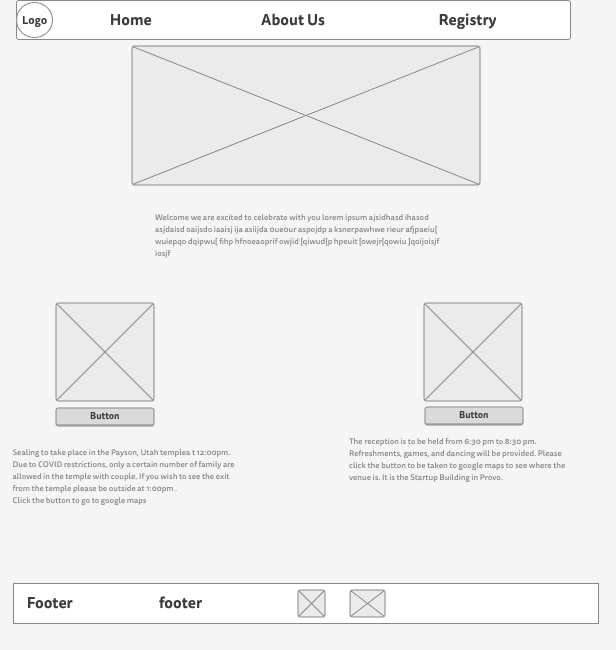 Logo
Home
About Us
Registry
Welcome we are excited to celebrate with you lorem ipsum ajsidhasd ihasod
asjdaisd oaijsdo iaaisj ija asiijda oueour aspojdp a ksnerpawhwe rieur afjpaeiu[
wuiepqo dqipwu[ fihp hfnoeaoprif owjid [qiwud[p hpeuit [owejr[qowiu ]qoijoisjf
iosjf
Button
Button
Sealing to take place in the Payson, Utah templea t 12:00pm.
Due to COVID restrictions, only a certain number of family are
allowed in the temple with couple. If you wish to see the exit
from the temple please be outside at 1:00pm .
Click the button to go to google maps
The reception is to be held from 6:30 pm to 8:30 pm.
Refreshments, games, and dancing will be provided. Please
click the button to be taken to google maps to see where the
venue is. It is the Startup Building in Provo.
Footer
footer